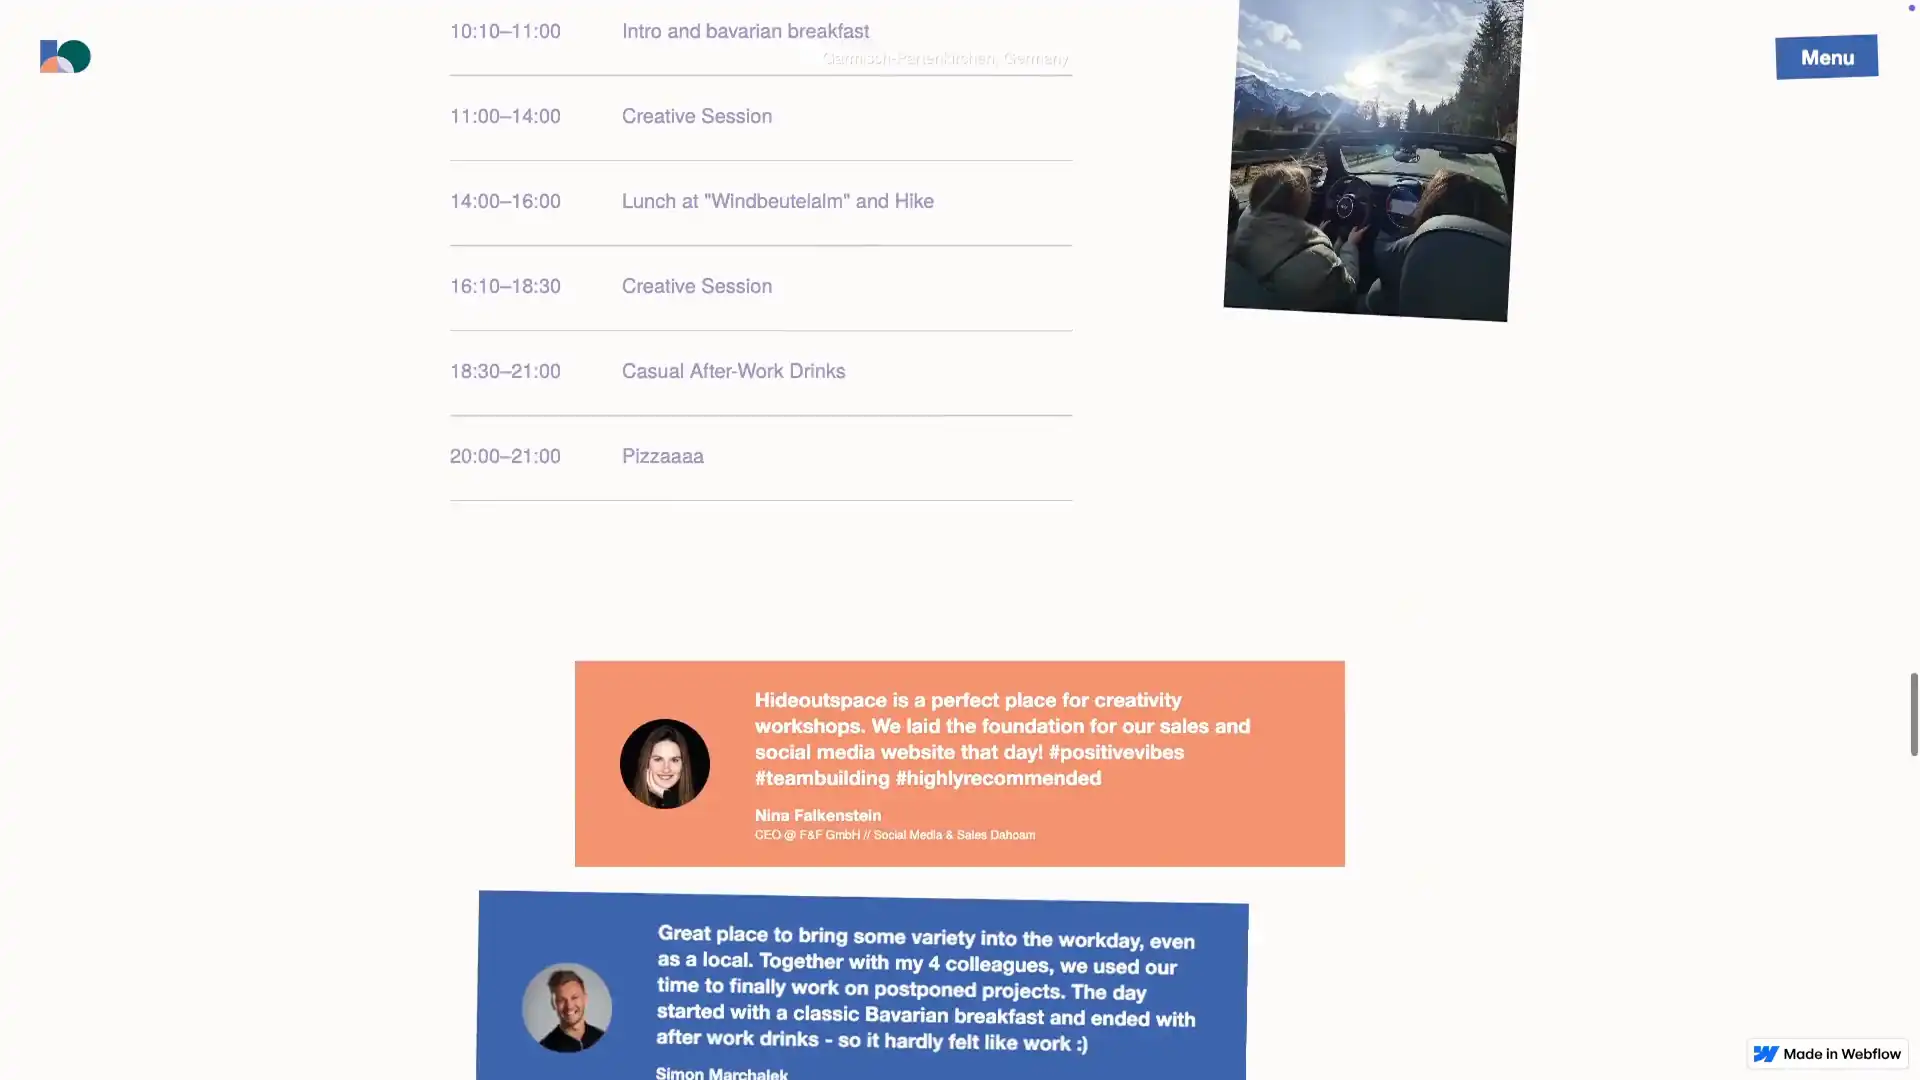 10:10–11:00 Intro and bavarian breakfast
Garmisch-Partenkirchen, Germany
Menu
11:00–14:00 Creative Session
14:00–16:00 Lunch at "Windbeutelalm" and Hike
16:10–18:30 Creative Session
18:30–21:00 Casual After-Work Drinks
20:00–21:00 Pizzaaaa
Hideoutspace is a perfect place for creativity
workshops. We laid the foundation for our sales and
social media website that day! #positivevibes
#teambuilding #highlyrecommended
Nina Falkenstein
CEO @ F&F GmbH // Social Media & Sales Dahoam
Great place to bring some variety into the workday, even
as a local. Together with my 4 colleagues, we used our
time to finally work on postponed projects. The day
started with a classic Bavarian breakfast and ended with
after work drinks - so it hardly felt like work :)
Simon Marchalek
Made in Webflow